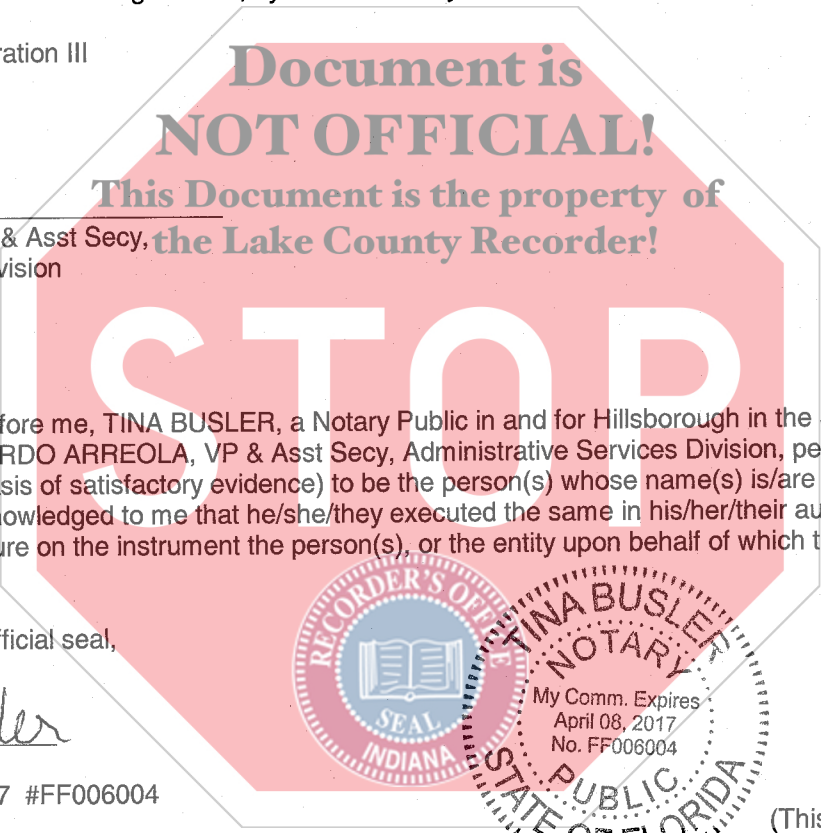 ration III
Document is
NOT OFFICIAL!
This Document is the property of
& Asst Secy, the Lake County Recorder!
vision
STOP
fore me, TINA BUSLER, a Notary Public in and for Hillsborough in the
RDO ARREOLA, VP & Asst Secy, Administrative Services Division, pe
sis of satisfactory evidence) to be the person(s) whose name(s) is/are
nowledged to me that he/she/they executed the same in his/her/their au
ure on the instrument the person(s), or the entity upon behalf of which t
RECORDER'S OFFICE
SEAL
INDIANA
TINA BUSLER
NOTARY
My Comm. Expires
April 08, 2017
No. FF006004
PUBLIC
STATE OF FLORIDA
fficial seal,
ler
7 #FF006004
(This